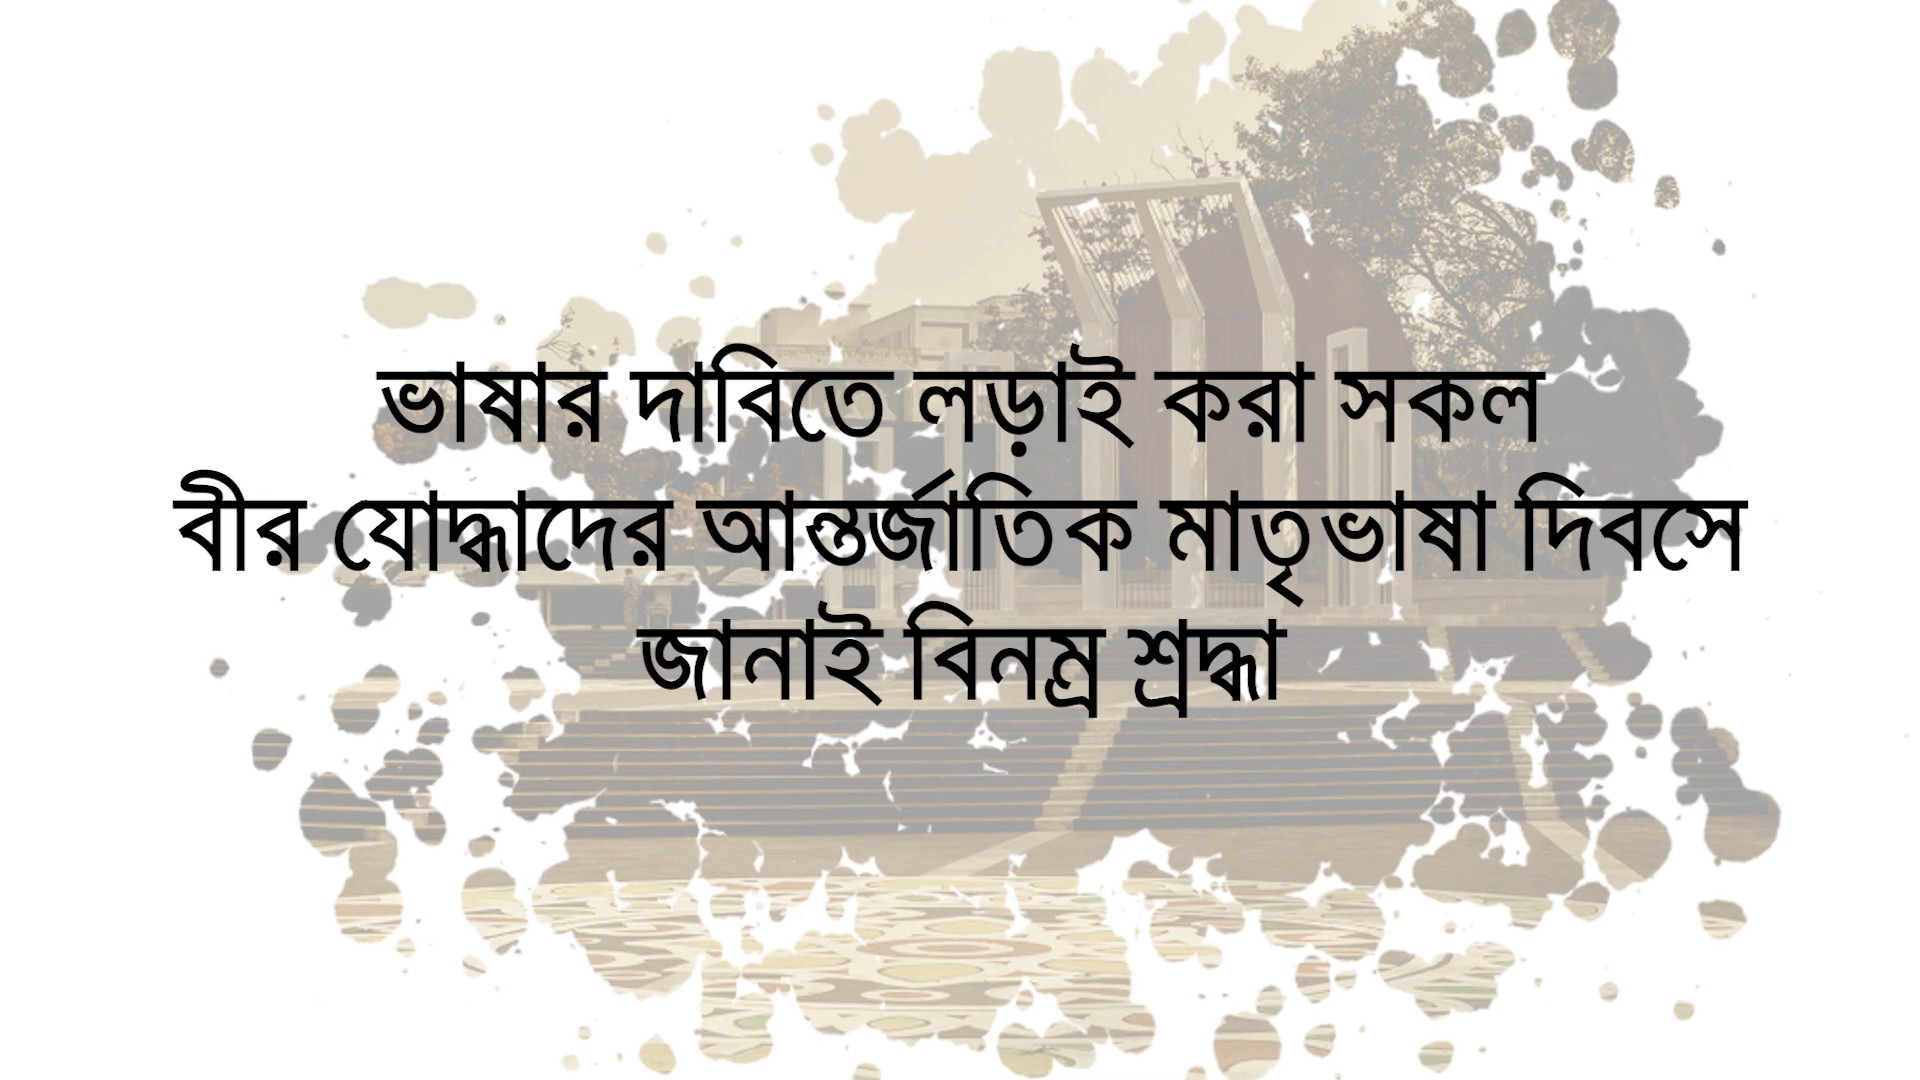 ভাষার দাবিতে লড়াই করা সকল
বীর যোদ্ধাদের আন্তর্জাতিক মাতৃভাষা দিবসে
জানাই বিনম্র শ্রদ্ধা